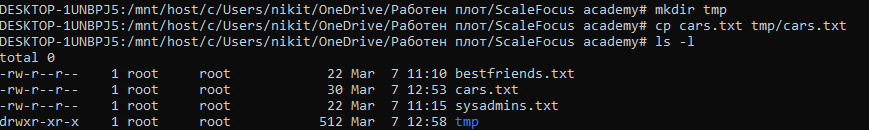 DESKTOP-1UNBPJ5:/mnt/host/c/Users/nikit/OneDrive/Работен плот/ScaleFocus academy# mkdir tmp
DESKTOP-1UNBPJ5:/mnt/host/c/Users/nikit/OneDrive/Работен плот/ScaleFocus academy# cp cars.txt tmp/cars.txt
DESKTOP-1UNBPJ5:/mnt/host/c/Users/nikit/OneDrive/Работен плот/ScaleFocus academy# ls -l
total 0
-rw-r--r-- 1 root root 22 Mar 7 11:10 bestfriends.txt
-rw-r--r-- 1 root root 30 Mar 7 12:53 cars.txt
-rw-r--r-- 1 root root 22 Mar 7 11:15 sysadmins.txt
drwxr-xr-x 1 root root 512 Mar 7 12:58 tmp